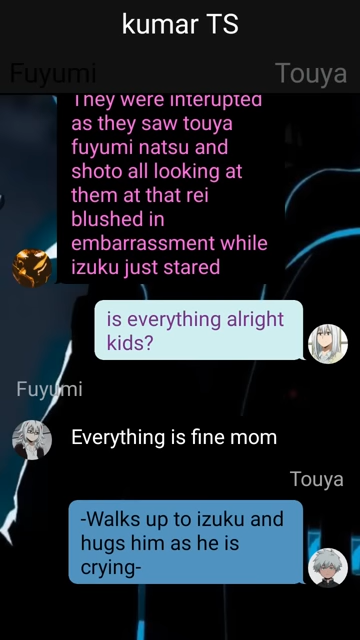 kumar TS
Fuyumi
Touya
They were interupted
as they saw touya
fuyumi natsu and
shoto all looking at
them at that rei
blushed in
embarrassment while
izuku just stared
is everything alright
kids?
Fuyumi
Everything is fine mom
Touya
-Walks up to izuku and
hugs him as he is
crying-